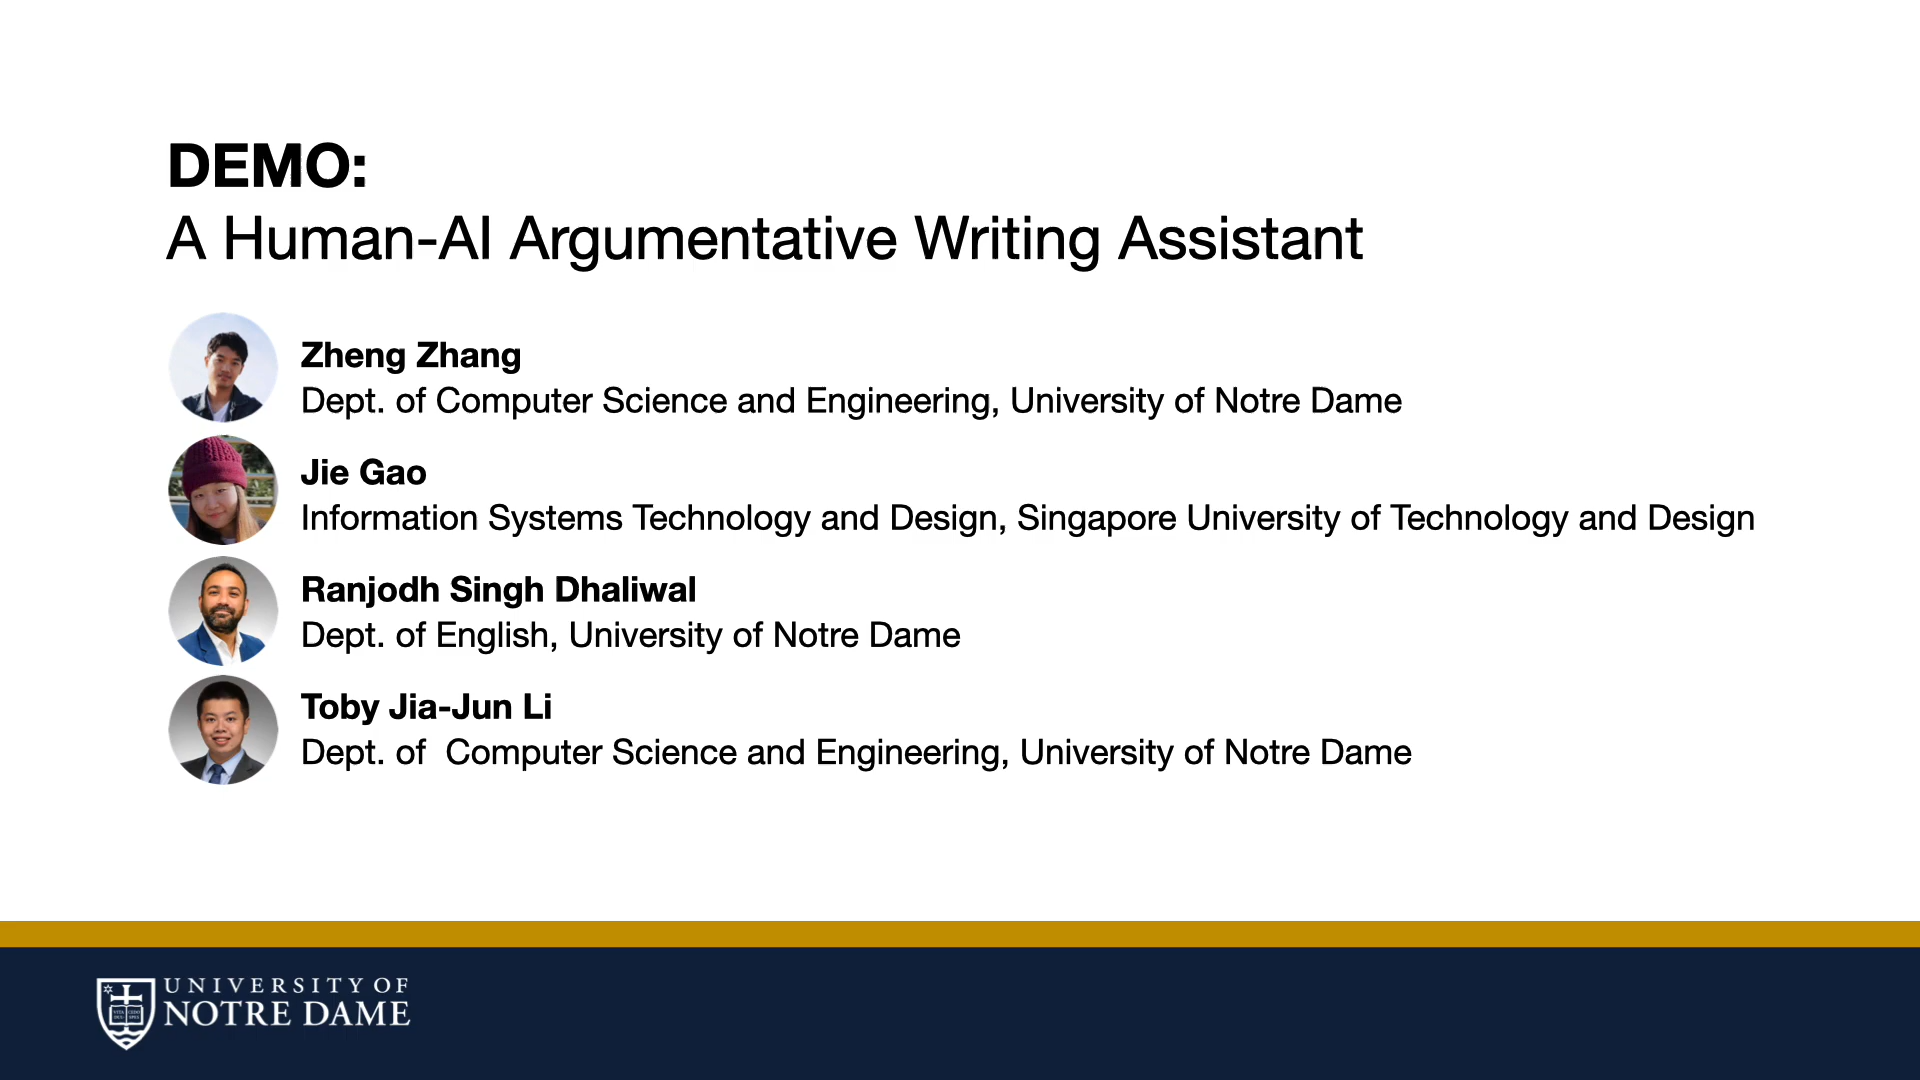 DEMO:
A Human-AI Argumentative Writing Assistant
Zheng Zhang
Dept. of Computer Science and Engineering, University of Notre Dame
Jie Gao
Information Systems Technology and Design, Singapore University of Technology and Design
Ranjodh Singh Dhaliwal
Dept. of English, University of Notre Dame
Toby Jia-Jun Li
Dept. of  Computer Science and Engineering, University of Notre Dame
UNIVERSITY OF
NOTRE DAME